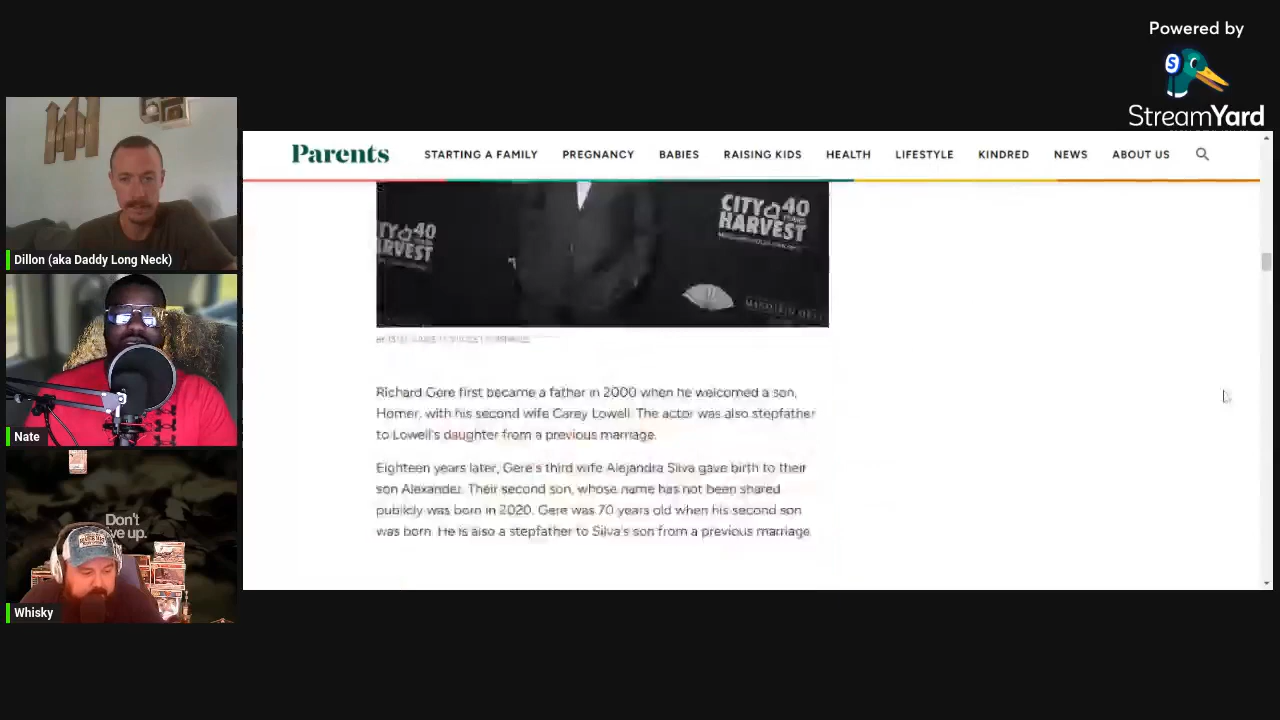 Powered by
StreamYard
Parents
STARTING A FAMILY
PREGNANCY
BABIES
RAISING KIDS
HEALTH
LIFESTYLE
KINDRED
NEWS
ABOUT US
CITY 40
HARVEST
CITY 40
HARVEST
Richard Gere first became a father in 2000 when he welcomed a son,
Homer, with his second wife Carey Lowell. The actor was also stepfather
to Lowell's daughter from a previous marriage.
Eighteen years later, Gere's third wife Alejandra Silva gave birth to their
son Alexander. Their second son, whose name has not been shared
publicly was born in 2020. Gere was 70 years old when his second son
was born. He is also a stepfather to Silva's son from a previous marriage.
Dillon (aka Daddy Long Neck)
Nate
Don't
ve up.
Whisky